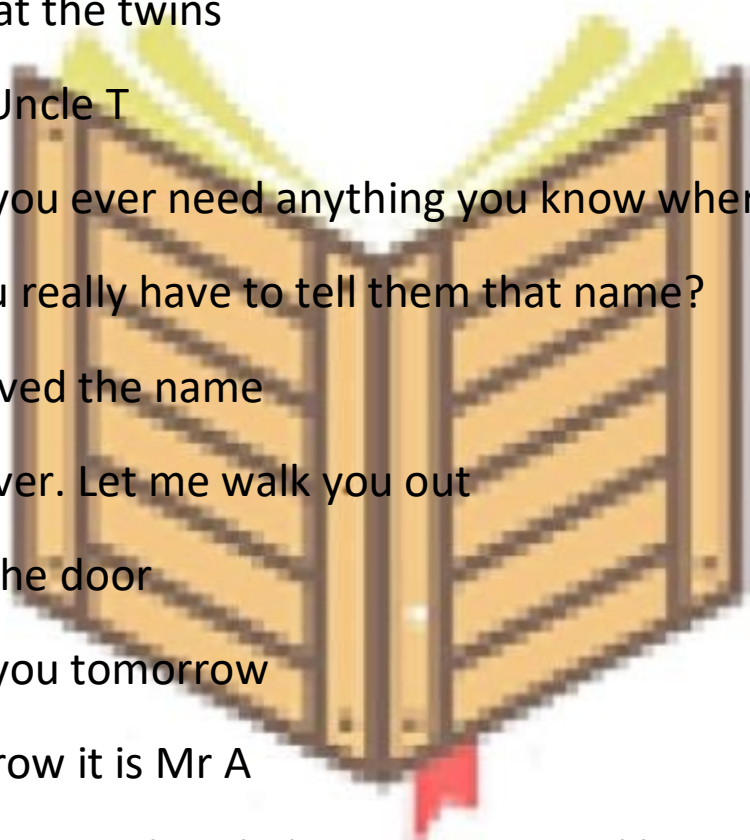 at the twins
Uncle T
you ever need anything you know wher
u really have to tell them that name?
ved the name
ver. Let me walk you out
he door
you tomorrow
row it is Mr A